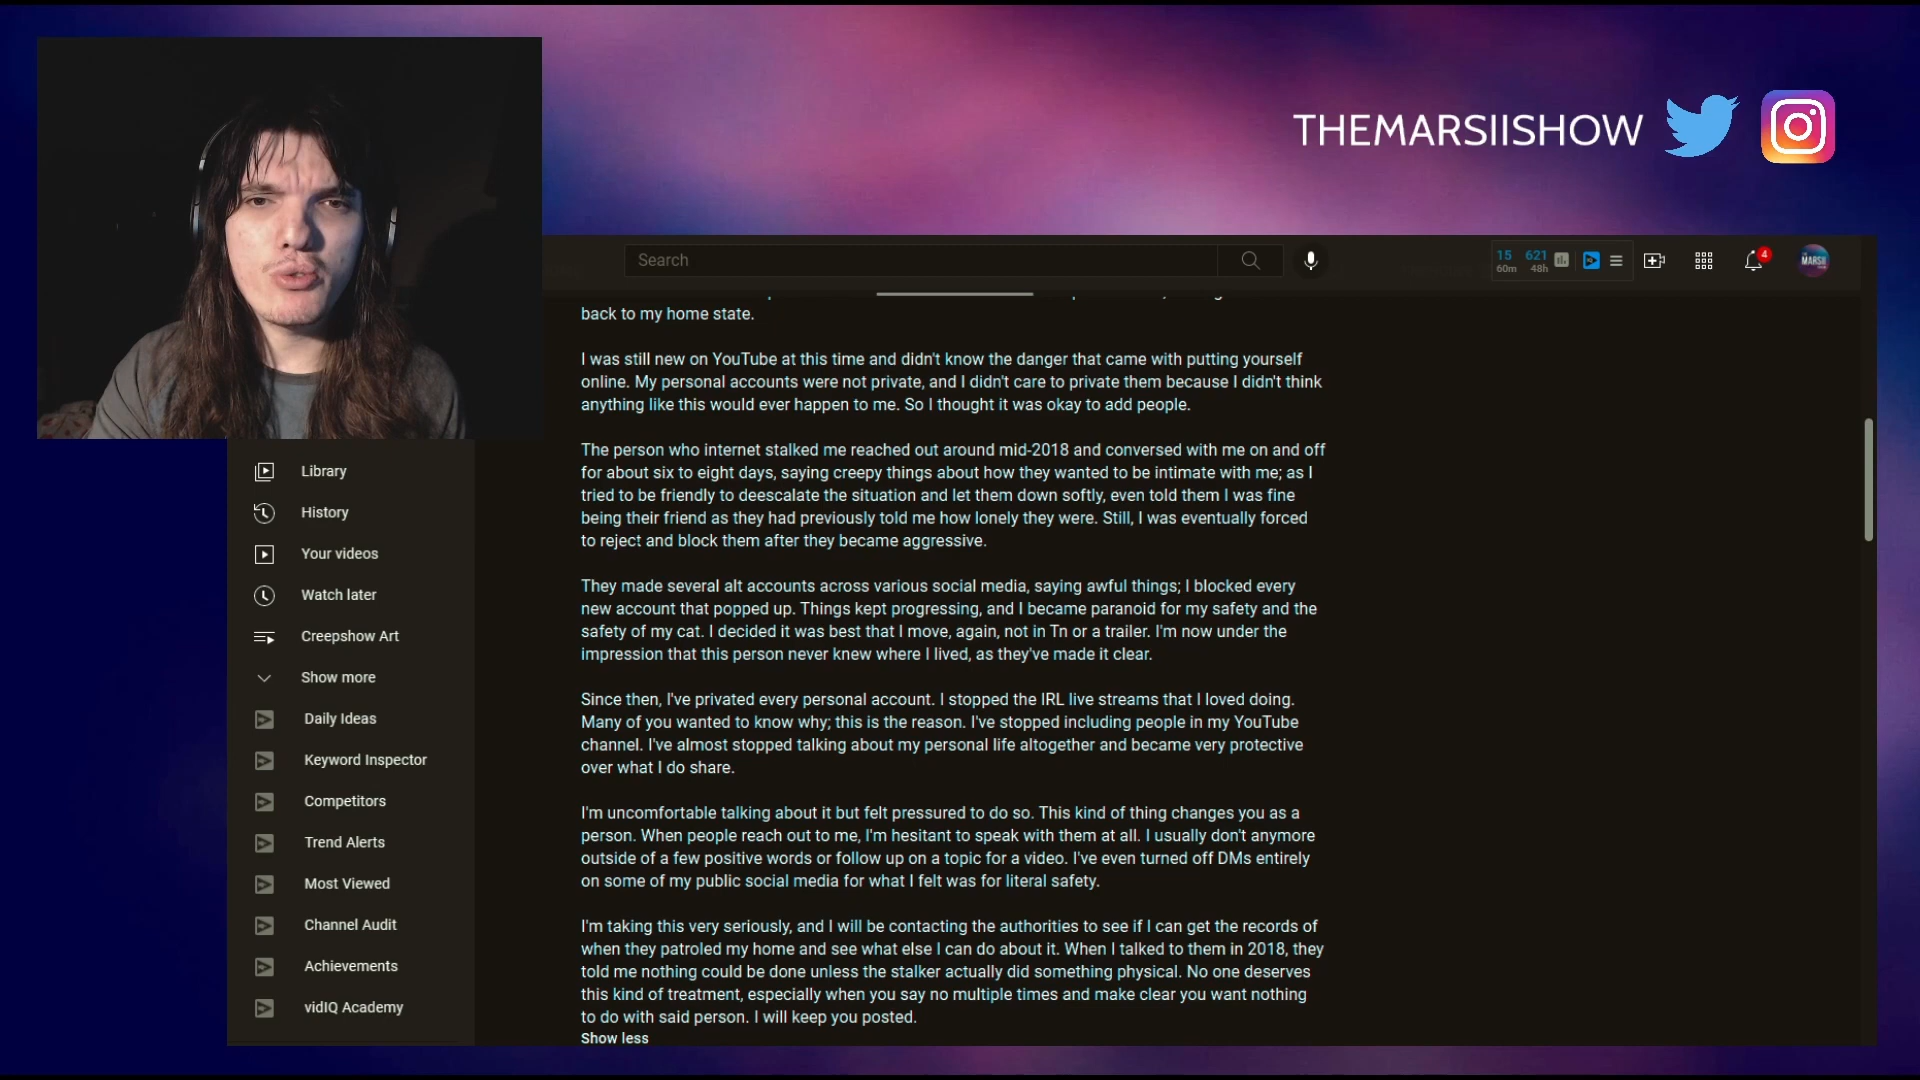 THEMARSIISHOW
Search
15 621
60m 48h
4
MARSII
back to my home state.
I was still new on YouTube at this time and didn't know the danger that came with putting yourself
online. My personal accounts were not private, and I didn't care to private them because I didn't think
anything like this would ever happen to me. So I thought it was okay to add people.
The person who internet stalked me reached out around mid-2018 and conversed with me on and off
for about six to eight days, saying creepy things about how they wanted to be intimate with me; as I
tried to be friendly to deescalate the situation and let them down softly, even told them I was fine
being their friend as they had previously told me how lonely they were. Still, I was eventually forced
to reject and block them after they became aggressive.
They made several alt accounts across various social media, saying awful things; I blocked every
new account that popped up. Things kept progressing, and I became paranoid for my safety and the
safety of my cat. I decided it was best that I move, again, not in Tn or a trailer. I'm now under the
impression that this person never knew where I lived, as they've made it clear.
Since then, I've privated every personal account. I stopped the IRL live streams that I loved doing.
Many of you wanted to know why; this is the reason. I've stopped including people in my YouTube
channel. I've almost stopped talking about my personal life altogether and became very protective
over what I do share.
I'm uncomfortable talking about it but felt pressured to do so. This kind of thing changes you as a
person. When people reach out to me, I'm hesitant to speak with them at all. I usually don't anymore
outside of a few positive words or follow up on a topic for a video. I've even turned off DMs entirely
on some of my public social media for what I felt was for literal safety.
I'm taking this very seriously, and I will be contacting the authorities to see if I can get the records of
when they patroled my home and see what else I can do about it. When I talked to them in 2018, they
told me nothing could be done unless the stalker actually did something physical. No one deserves
this kind of treatment, especially when you say no multiple times and make clear you want nothing
to do with said person. I will keep you posted.
Show less
Library
History
Your videos
Watch later
Creepshow Art
Show more
Daily Ideas
Keyword Inspector
Competitors
Trend Alerts
Most Viewed
Channel Audit
Achievements
vidIQ Academy